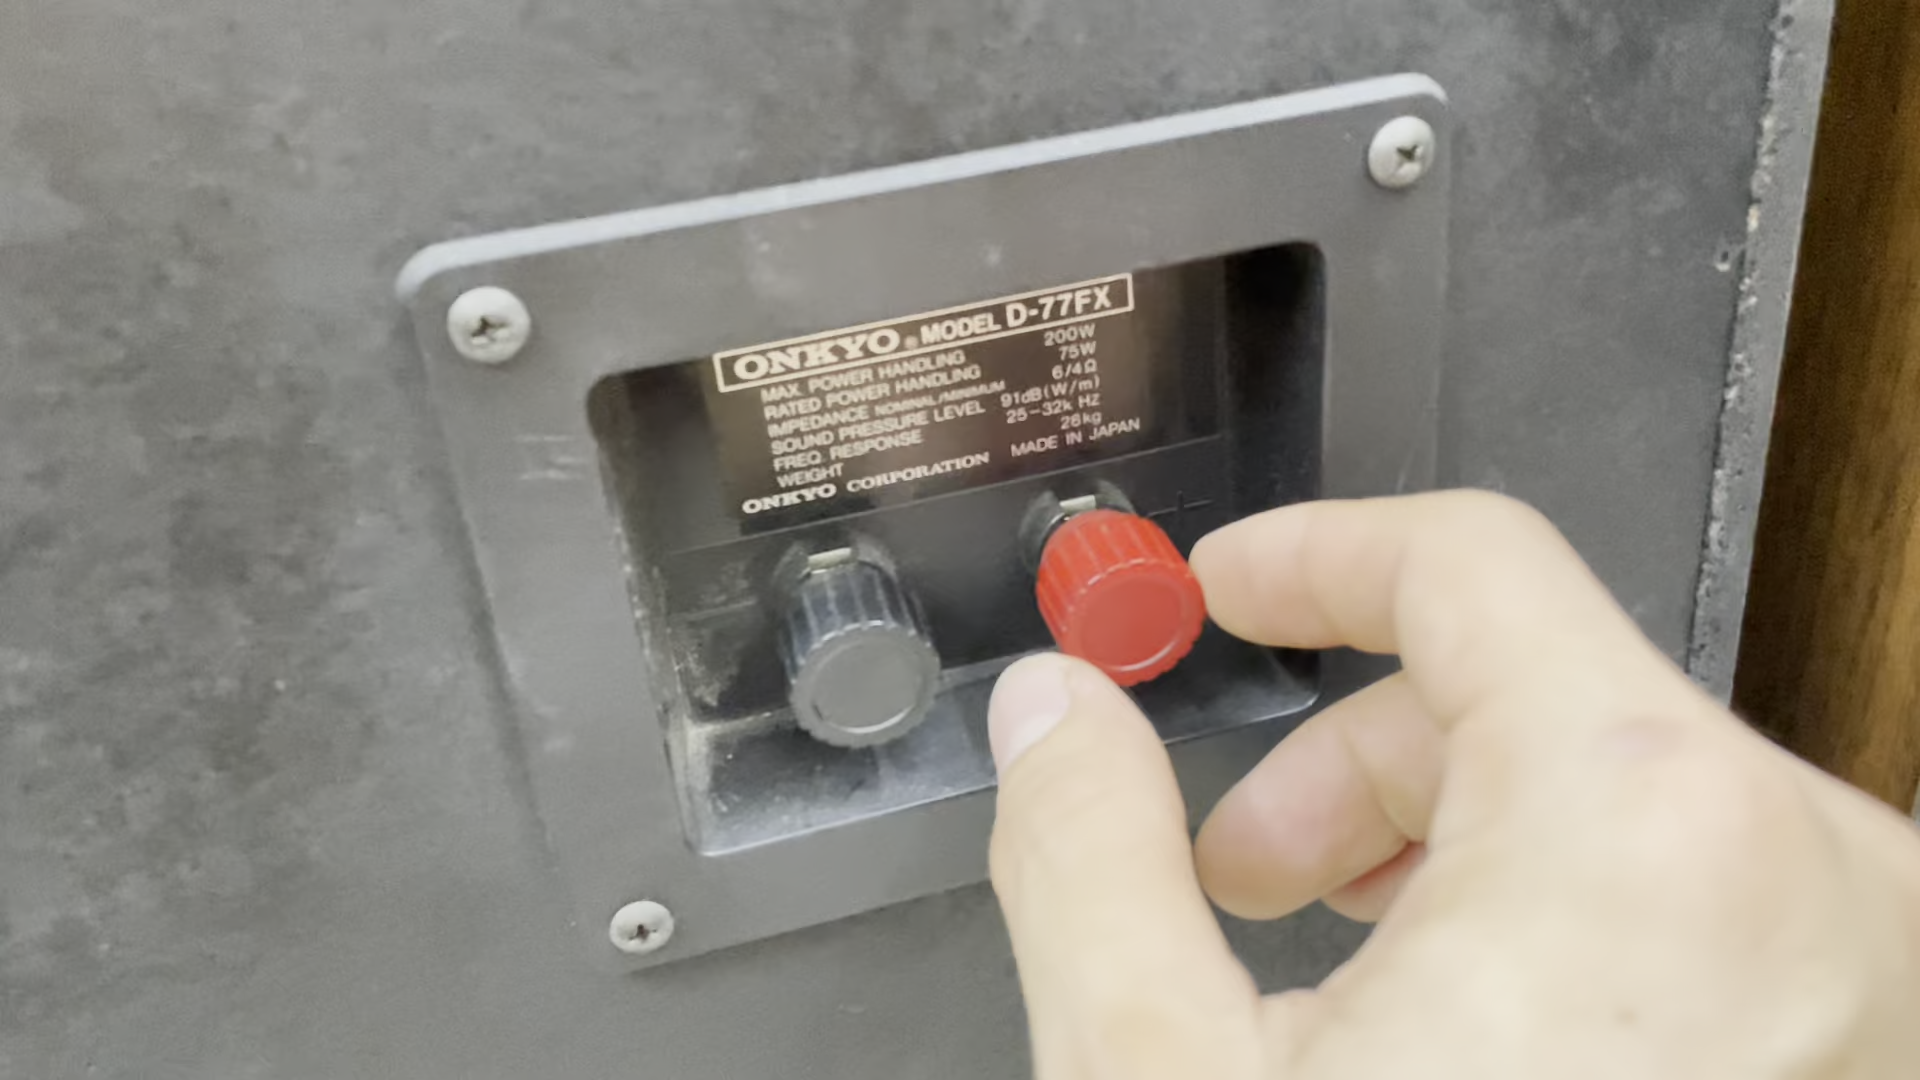 ONKYO® MODEL D-77FX
MAX. POWER HANDLING 200W
RATED POWER HANDLING 75W
IMPEDANCE NOMINAL/MINIMUM 6/4Ω
SOUND PRESSURE LEVEL 91dB(W/m)
FREQ. RESPONSE 25-32k Hz
WEIGHT 28kg
ONKYO CORPORATION MADE IN JAPAN
+